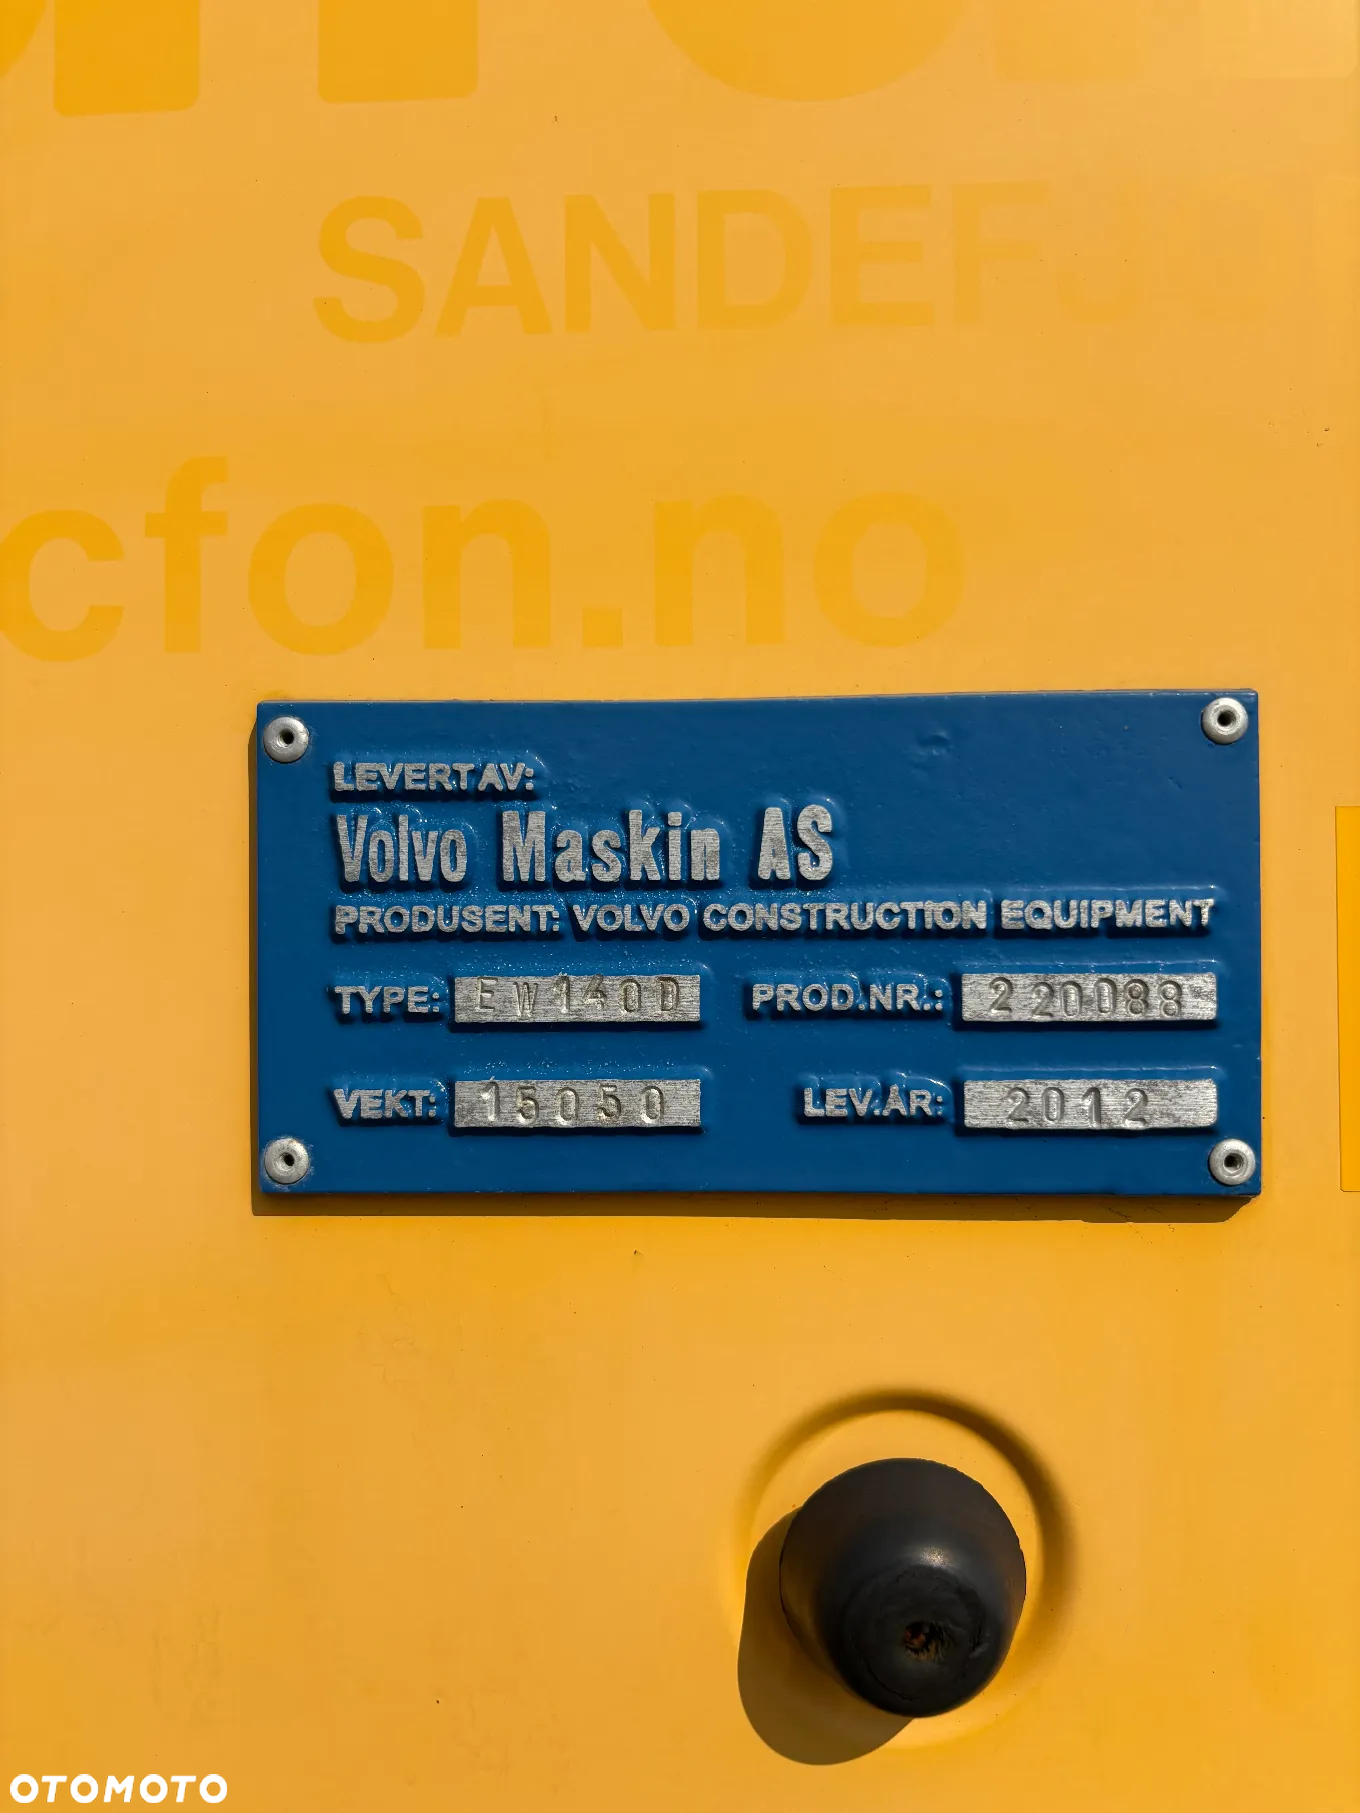 SANDEFJ
cfon.no
LEVERT AV:
Volvo Maskin AS
PRODUSENT: VOLVO CONSTRUCTION EQUIPMENT
TYPE: EW140D PROD.NR.: 220088
VEKT: 15050 LEV.ÅR: 2012
OTOMOTO